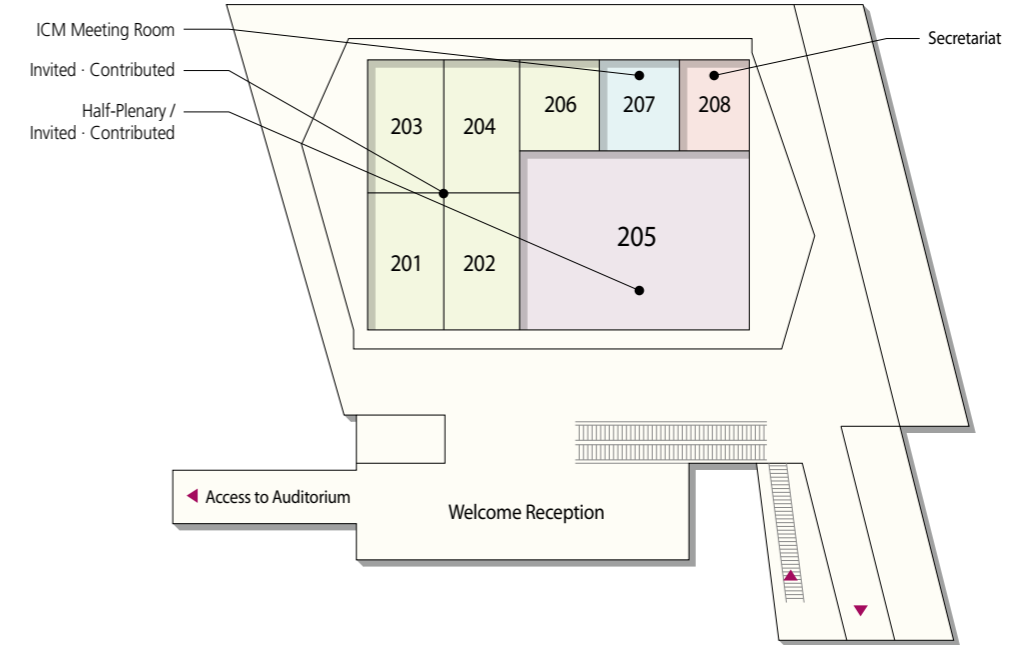 ICM Meeting Room
Invited · Contributed
Half-Plenary /
Invited · Contributed
Secretariat
203
204
206
207
208
205
201
202
Access to Auditorium
Welcome Reception